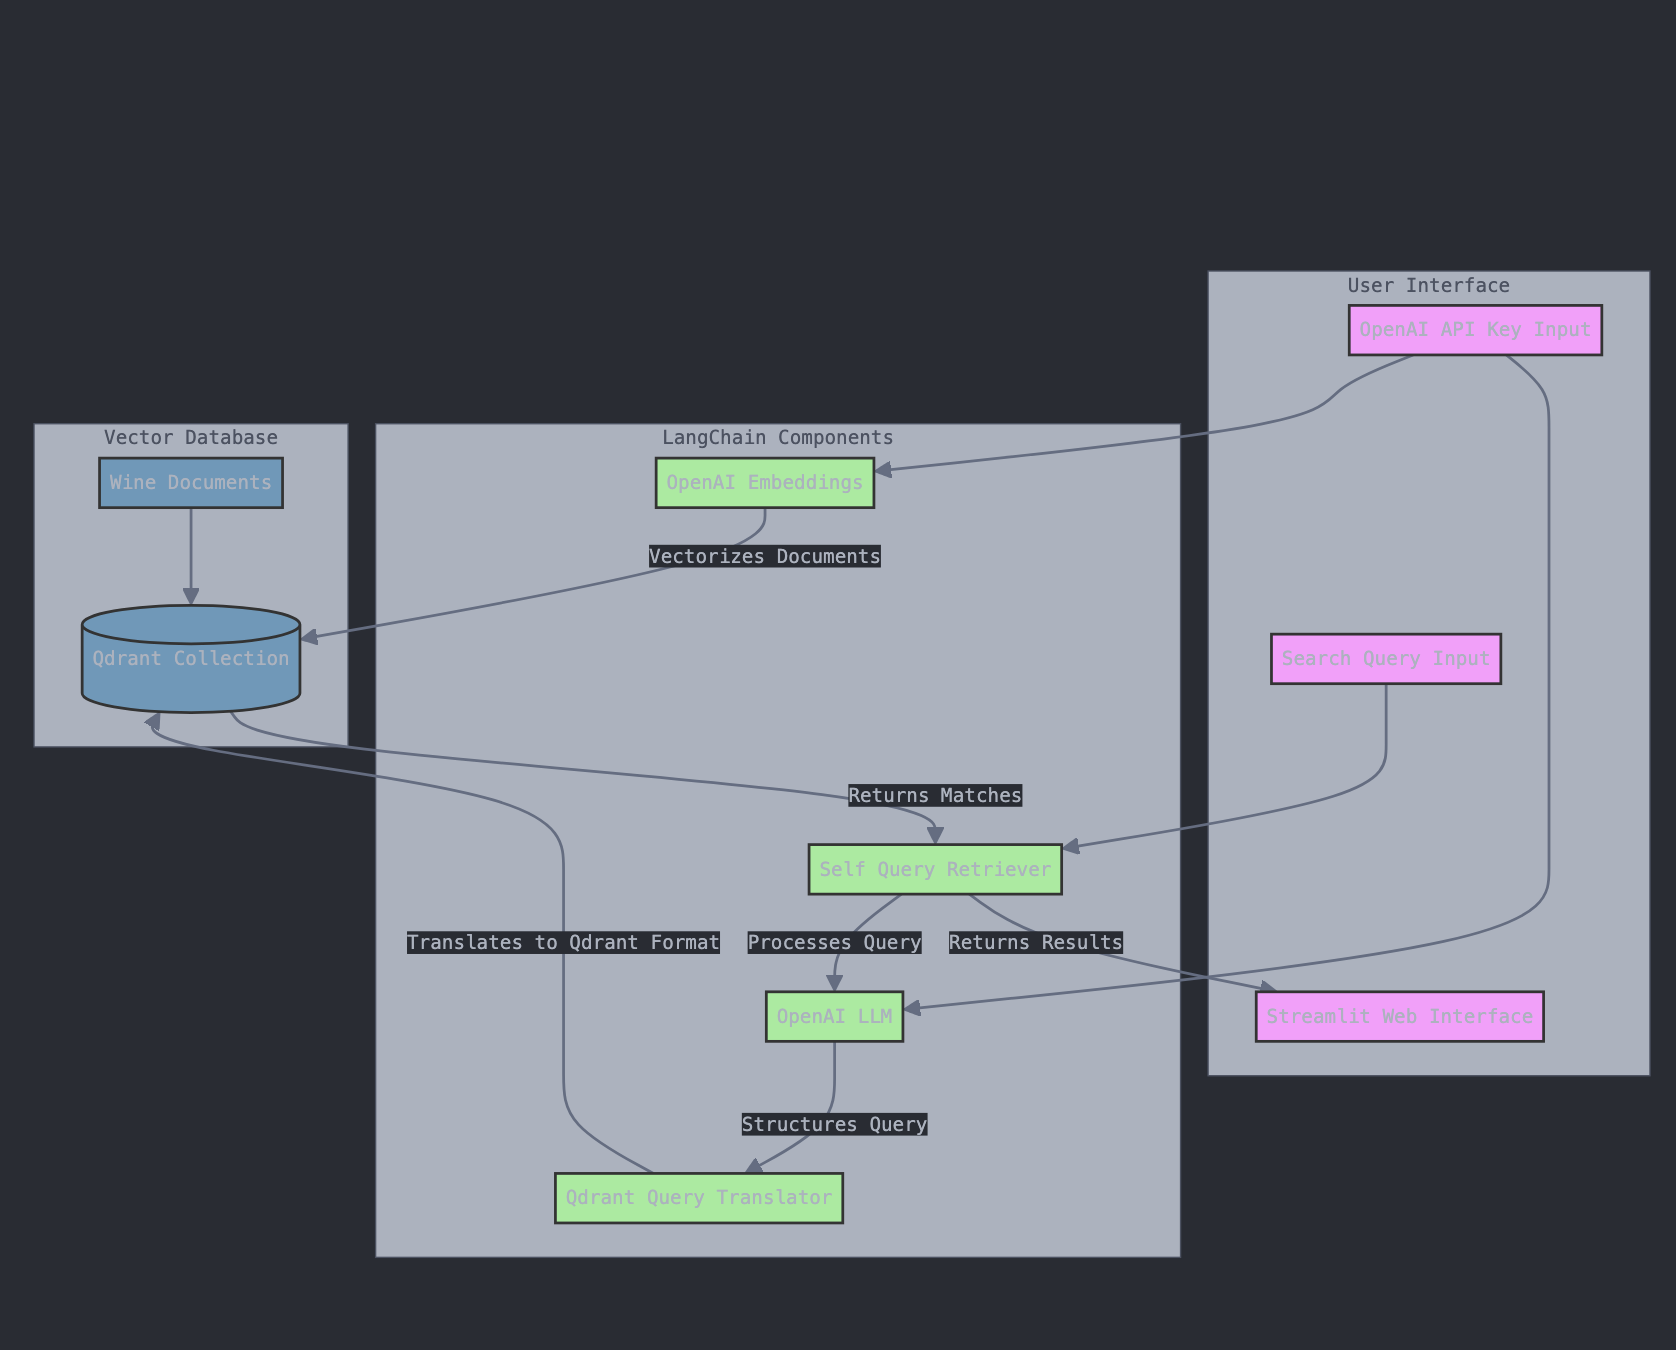 User Interface
OpenAI API Key Input
Vector Database
LangChain Components
Wine Documents
OpenAI Embeddings
Vectorizes Documents
Qdrant Collection
Search Query Input
Returns Matches
Self Query Retriever
Translates to Qdrant Format
Processes Query
Returns Results
OpenAI LLM
Streamlit Web Interface
Structures Query
Qdrant Query Translator